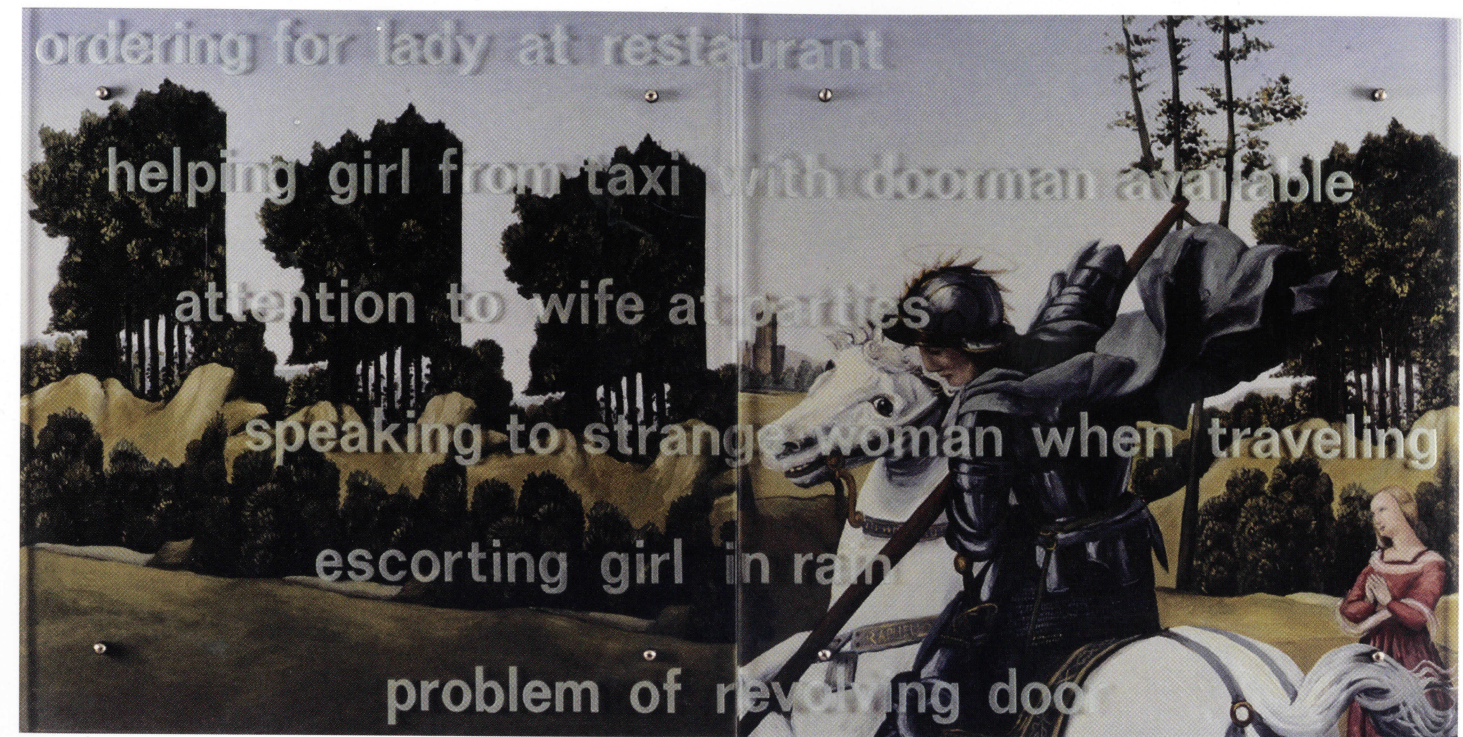 ordering for lady at restaurant
helping girl from taxi with doorman available
attention to wife at parties
speaking to strange woman when traveling
escorting girl in rain
problem of revolving door